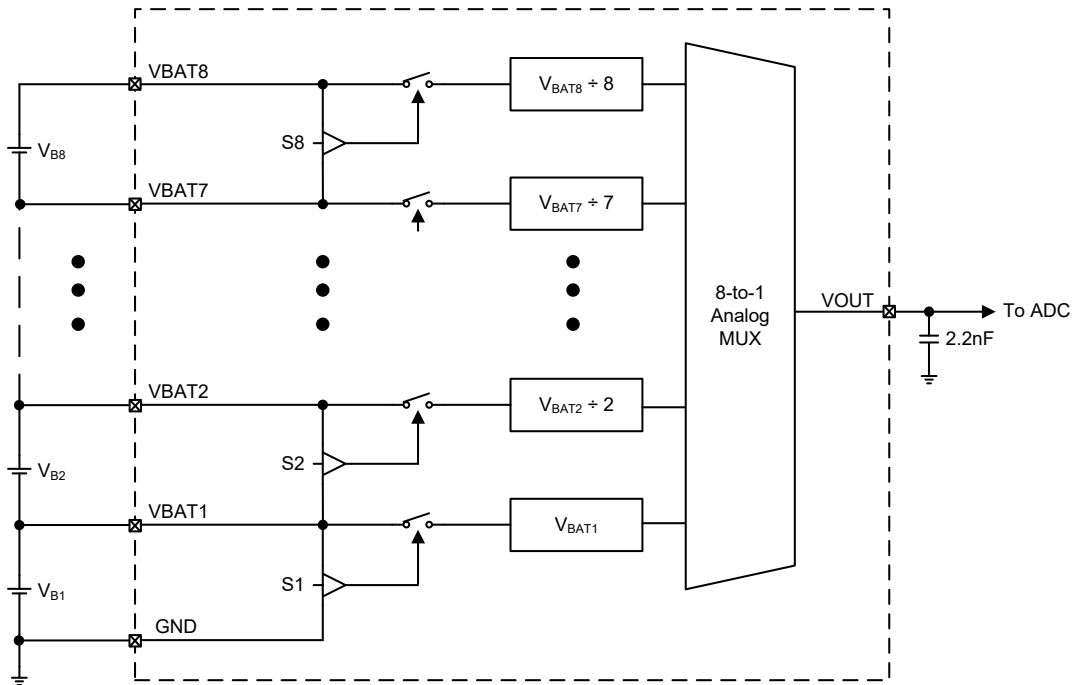 VBAT8
V_B8
S8
V_BAT8 ÷ 8
VBAT7
V_BAT7 ÷ 7
8-to-1
Analog
MUX
VOUT
To ADC
2.2nF
VBAT2
V_BAT2 ÷ 2
S2
V_B2
VBAT1
V_BAT1
S1
V_B1
GND